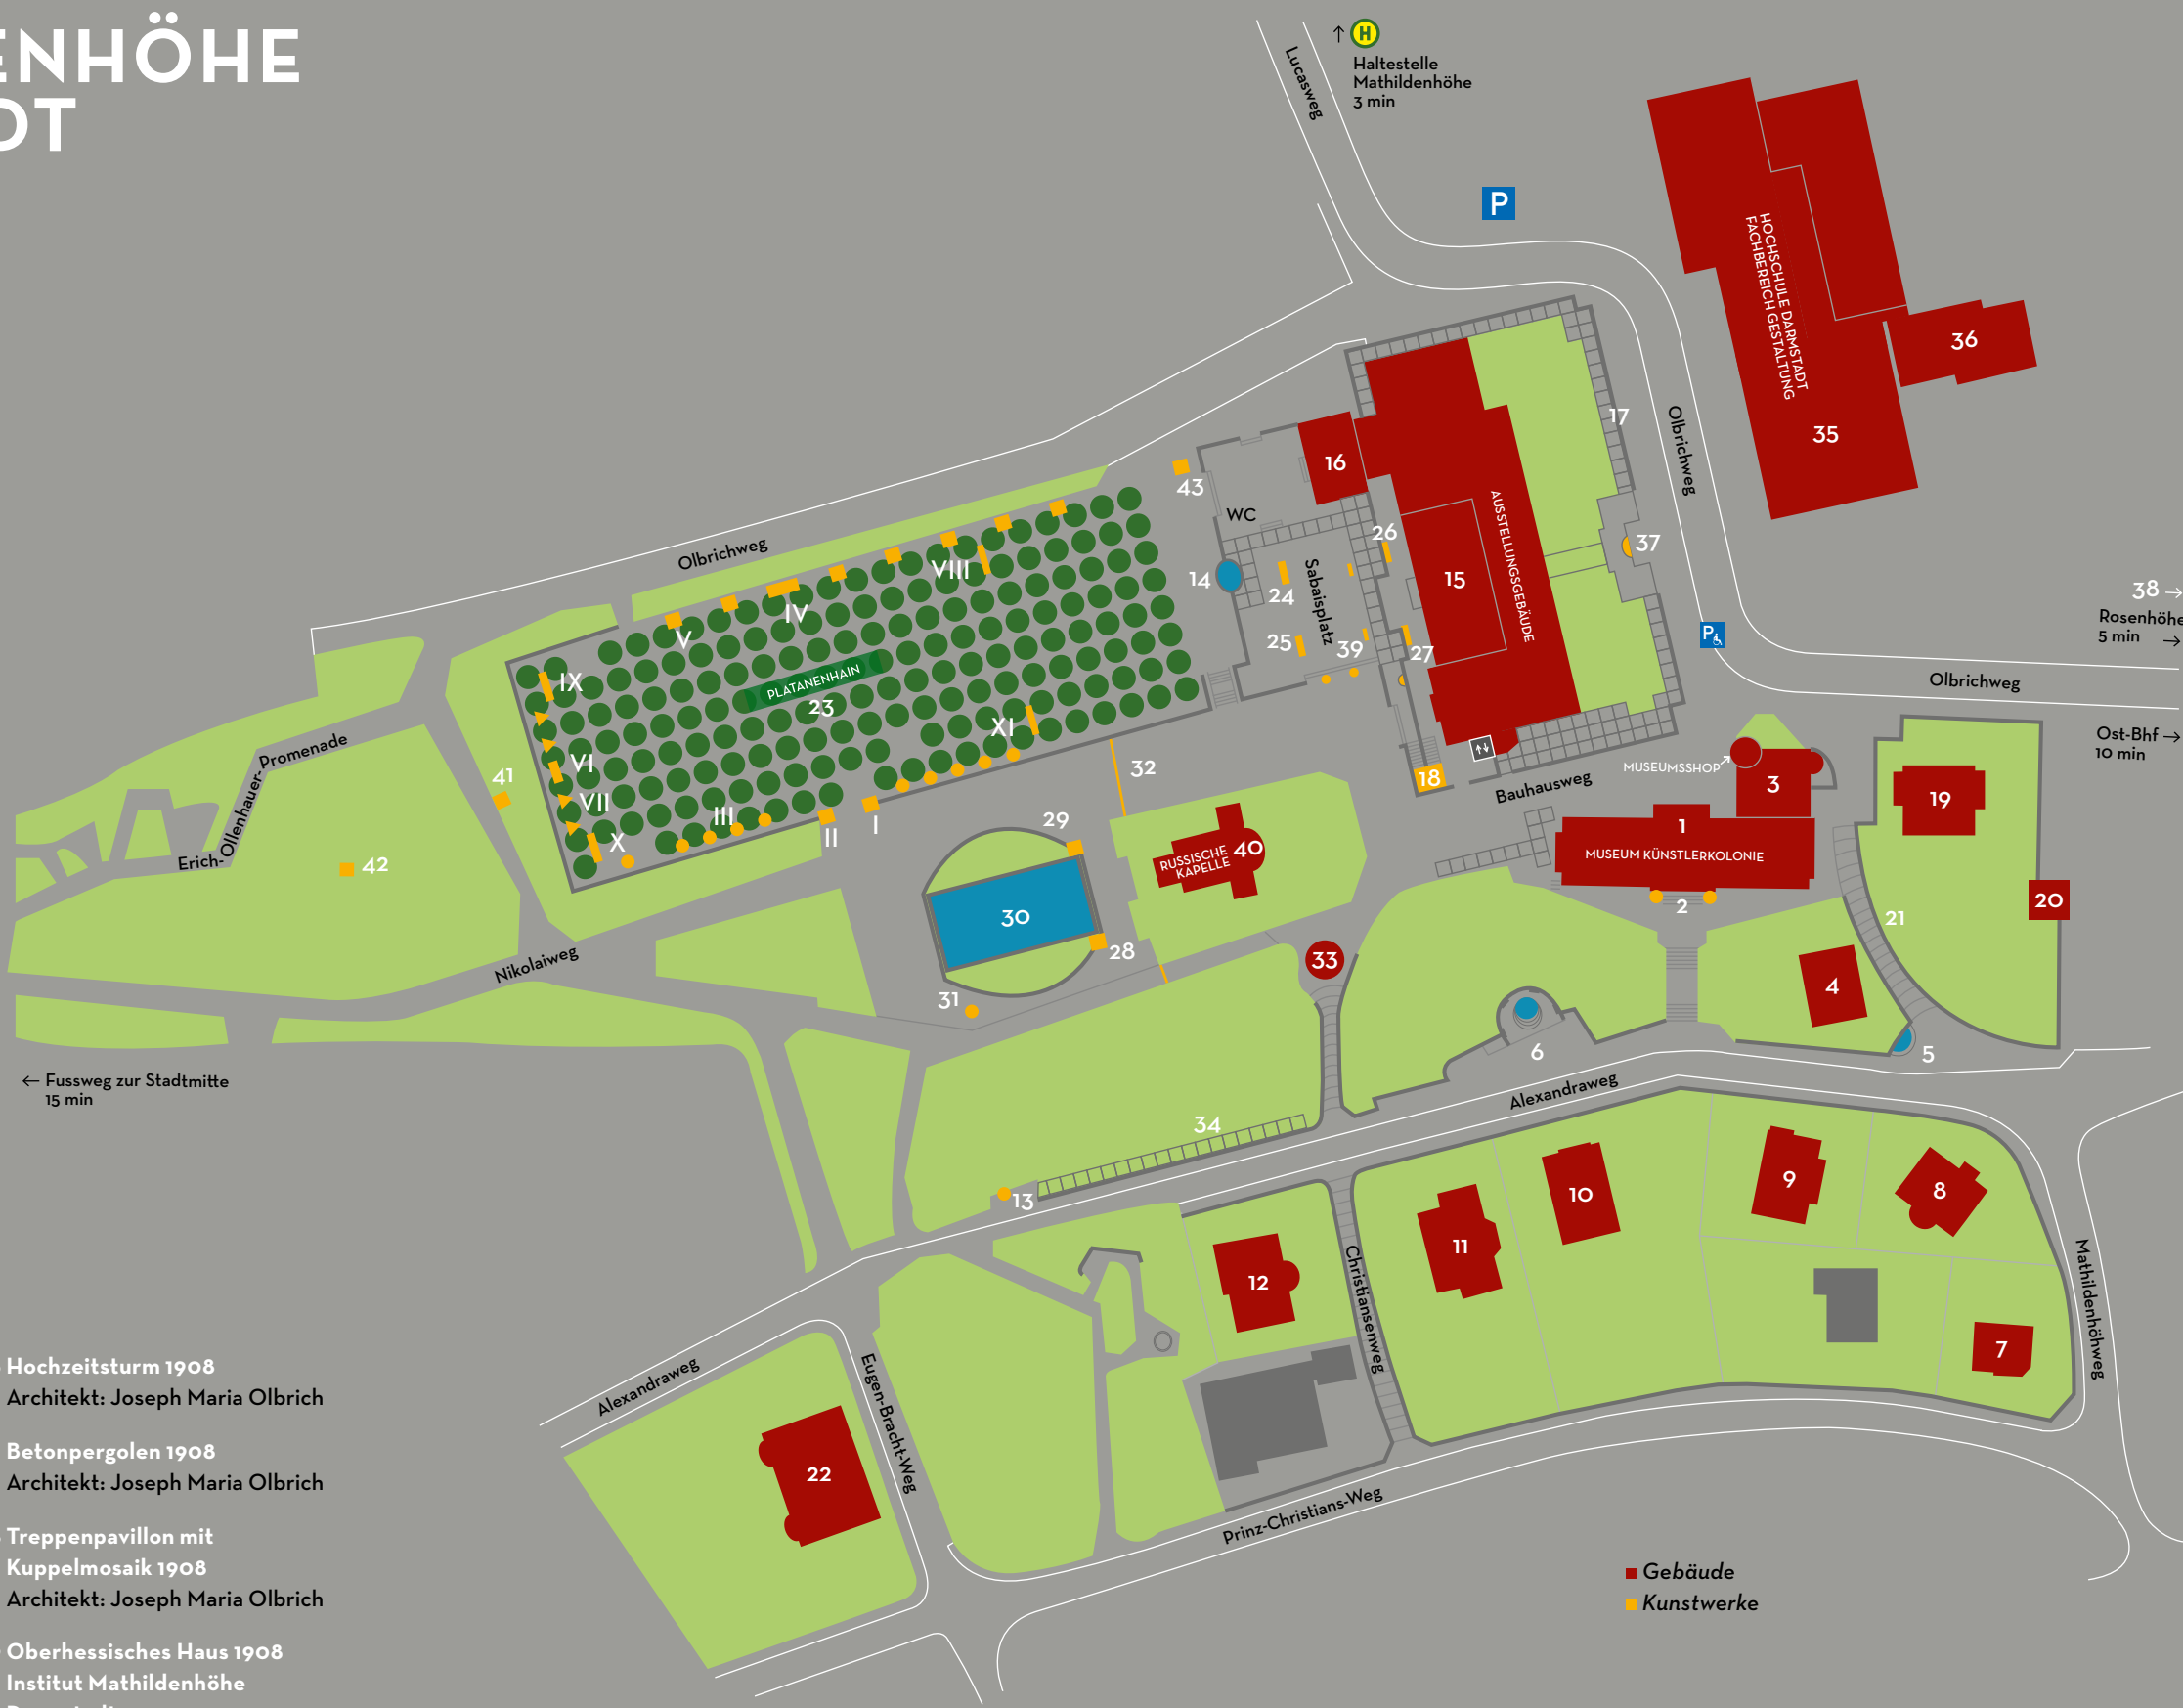 ENHÖHE
DT
Lucasweg
↑ H
Haltestelle
Mathildenhöhe
3 min
P
HOCHSCHULE DARMSTADT
FACHBEREICH GESTALTUNG
36
35
17
Olbrichweg
37
16
43
WC
26
14
24
Sabaisplatz
15
AUSSTELLUNGSGEBÄUDE
25
39
27
38 →
Rosenhöhe
5 min →
Olbrichweg
Ost-Bhf →
10 min
Olbrichweg
VIII
IV
V
PLATANENHAIN
23
IX
XI
VI
VII
III
X
II
I
41
32
18
Bauhausweg
MUSEUMSSHOP
3
19
Erich-Ollenhauer-Promenade
42
29
RUSSISCHE
KAPELLE
40
1
MUSEUM KÜNSTLERKOLONIE
2
20
21
30
28
33
4
Nikolaiweg
31
6
5
← Fussweg zur Stadtmitte
15 min
Alexandraweg
34
13
9
8
10
11
12
Christiansenweg
Mathildenhöhweg
7
Alexandraweg
Eugen-Bracht-Weg
22
Prinz-Christians-Weg
Hochzeitsturm 1908
Architekt: Joseph Maria Olbrich
Betonpergolen 1908
Architekt: Joseph Maria Olbrich
Treppenpavillon mit
Kuppelmosaik 1908
Architekt: Joseph Maria Olbrich
Oberhessisches Haus 1908
Institut Mathildenhöhe
Gebäude
Kunstwerke